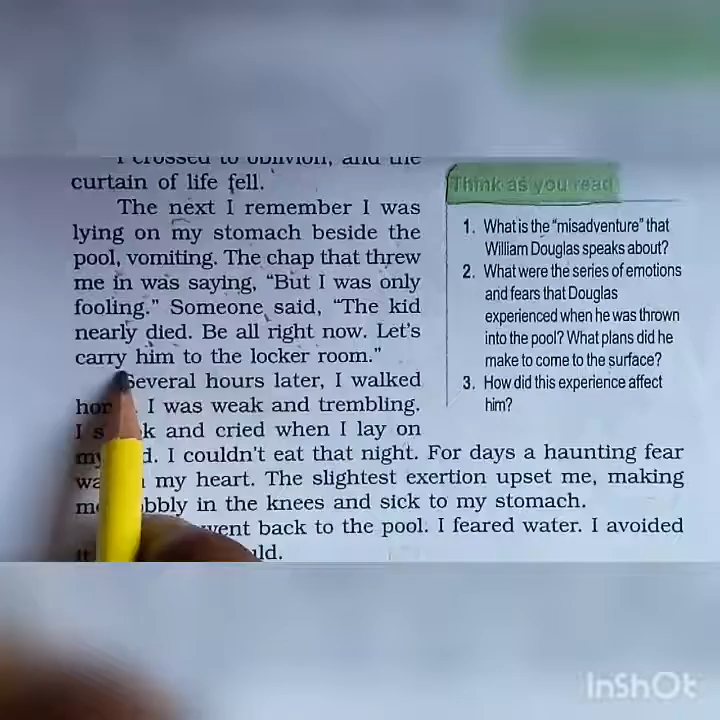 I crossed to oblivion, and the
curtain of life fell.
The next I remember I was
lying on my stomach beside the
pool, vomiting. The chap that threw
me in was saying, "But I was only
fooling." Someone said, "The kid
nearly died. Be all right now. Let's
carry him to the locker room."
Several hours later, I walked
I was weak and trembling.
and cried when I lay on
I couldn't eat that night. For days a haunting fear
my heart. The slightest exertion upset me, making
in the knees and sick to my stomach.
went back to the pool. I feared water. I avoided
Think as you read
1. What is the "misadventure" that
William Douglas speaks about?
2. What were the series of emotions
and fears that Douglas
experienced when he was thrown
into the pool? What plans did he
make to come to the surface?
3. How did this experience affect
him?
InShOt